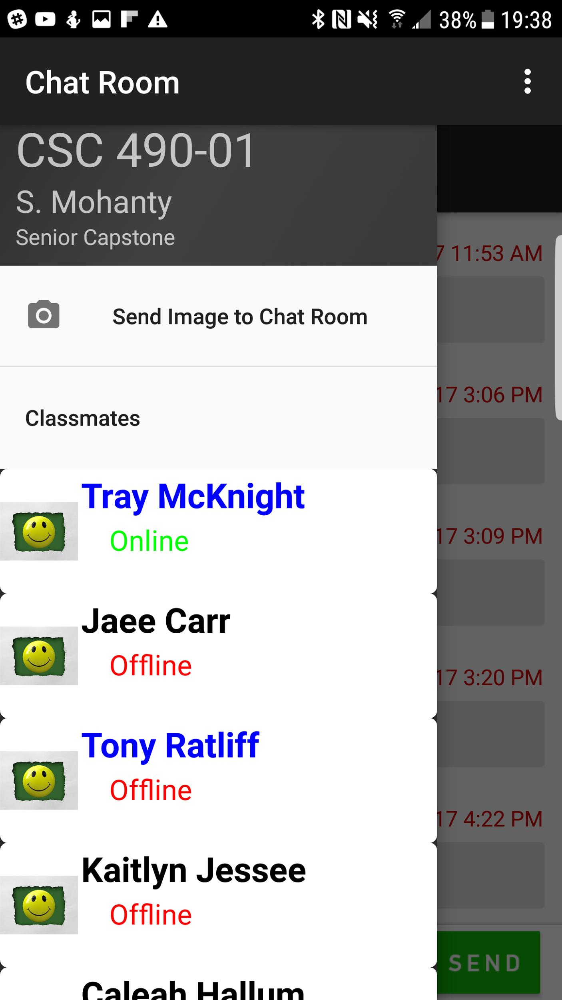 38% 19:38
Chat Room
CSC 490-01
S. Mohanty
Senior Capstone
7 11:53 AM
Send Image to Chat Room
17 3:06 PM
Classmates
Tray McKnight
Online
17 3:09 PM
Jaee Carr
Offline
17 3:20 PM
Tony Ratliff
Offline
17 4:22 PM
Kaitlyn Jessee
Offline
SEND
Caleah Hallum